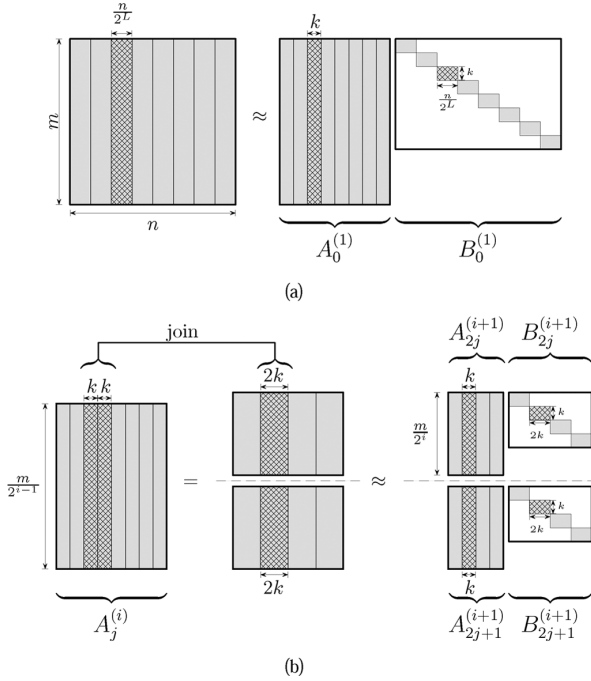 n/2^L
k
m
≈
k
n/2^L
n
A_0^{(1)}
B_0^{(1)}
(a)
join
A_{2j}^{(i+1)} B_{2j}^{(i+1)}
k k
2k
k
m/2^{i-1}
=
≈
m/2^i
k
2k
k
2k
2k
k
A_j^{(i)}
A_{2j+1}^{(i+1)} B_{2j+1}^{(i+1)}
(b)